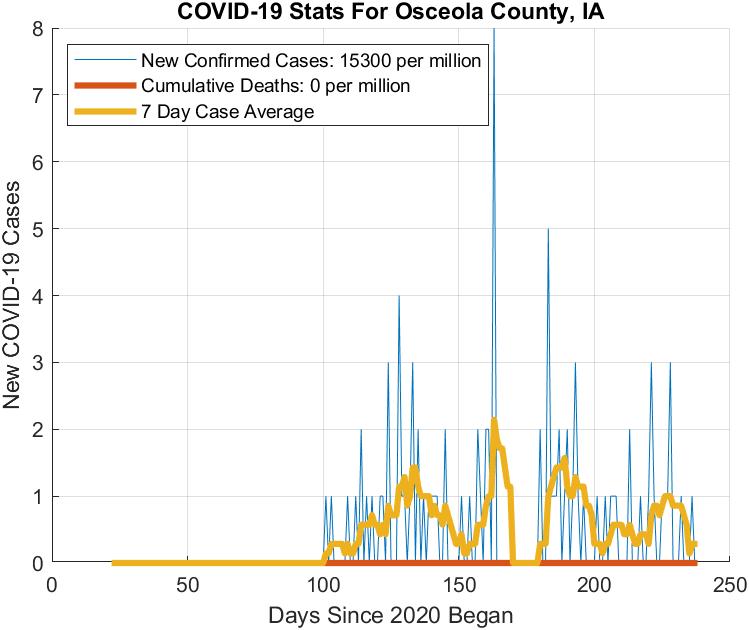 COVID-19 Stats For Osceola County, IA
New Confirmed Cases: 15300 per million
Cumulative Deaths: 0 per million
7 Day Case Average
New COVID-19 Cases
8
7
6
5
4
3
2
1
0
0 50 100 150 200 250
Days Since 2020 Began